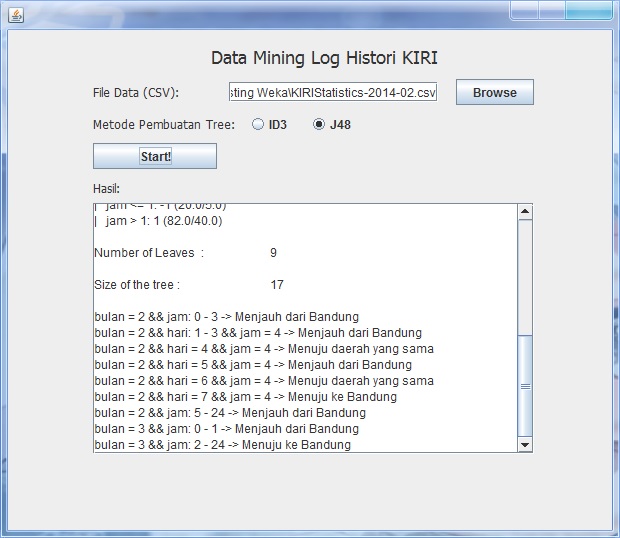 Data Mining Log Histori KIRI
File Data (CSV):
sting Weka\KIRIStatistics-2014-02.csv
Browse
Metode Pembuatan Tree:
ID3
J48
Start!
Hasil:
| jam <= 1: -1 (20.0/5.0)
| jam > 1: 1 (82.0/40.0)
Number of Leaves : 9
Size of the tree : 17
bulan = 2 && jam: 0 - 3 -> Menjauh dari Bandung
bulan = 2 && hari: 1 - 3 && jam = 4 -> Menjauh dari Bandung
bulan = 2 && hari = 4 && jam = 4 -> Menuju daerah yang sama
bulan = 2 && hari = 5 && jam = 4 -> Menjauh dari Bandung
bulan = 2 && hari = 6 && jam = 4 -> Menuju daerah yang sama
bulan = 2 && hari = 7 && jam = 4 -> Menuju ke Bandung
bulan = 2 && jam: 5 - 24 -> Menjauh dari Bandung
bulan = 3 && jam: 0 - 1 -> Menjauh dari Bandung
bulan = 3 && jam: 2 - 24 -> Menuju ke Bandung